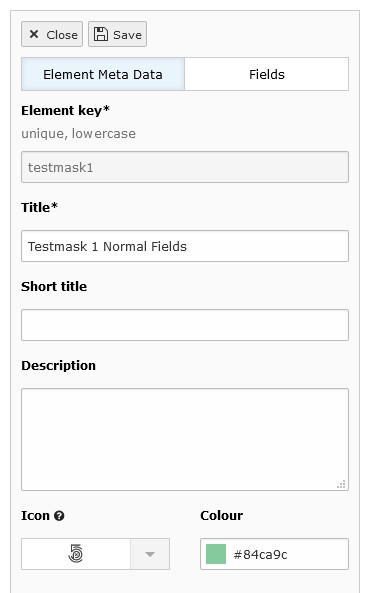 Close Save
Element Meta Data Fields
Element key*
unique, lowercase
testmask1
Title*
Testmask 1 Normal Fields
Short title
Description
Icon Colour
#84ca9c